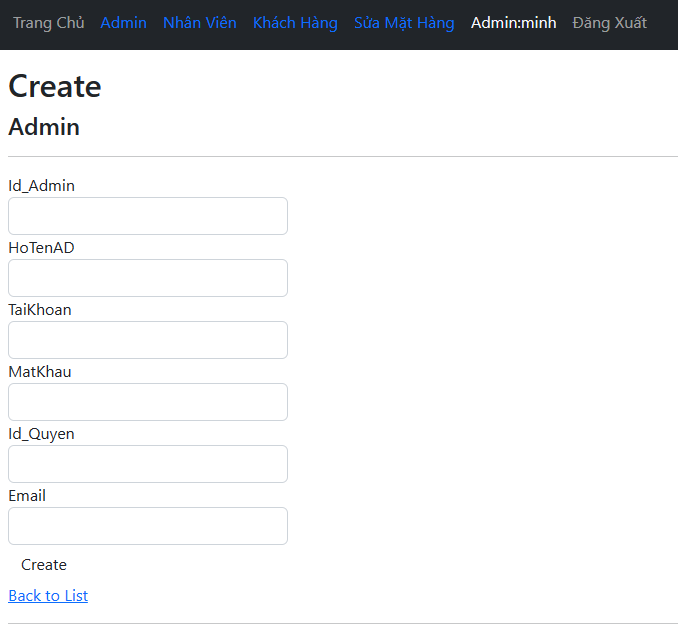 Trang Chủ Admin Nhân Viên Khách Hàng Sửa Mặt Hàng Admin:minh Đăng Xuất
Create
Admin
Id_Admin
HoTenAD
TaiKhoan
MatKhau
Id_Quyen
Email
Create
Back to List